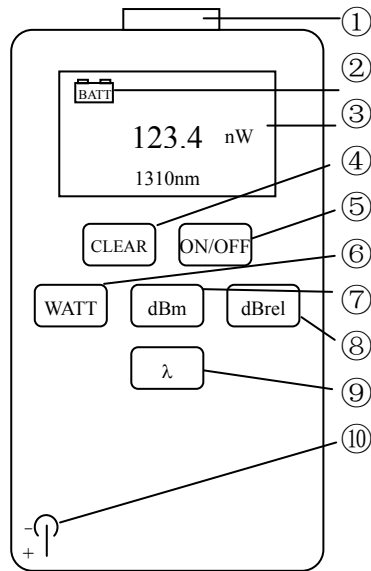 ①
②
BATT
③
123.4 nW
④
1310nm
⑤
CLEAR ON/OFF
⑥
WATT dBm dBrel
⑦
⑧
λ
⑨
⑩
-
+